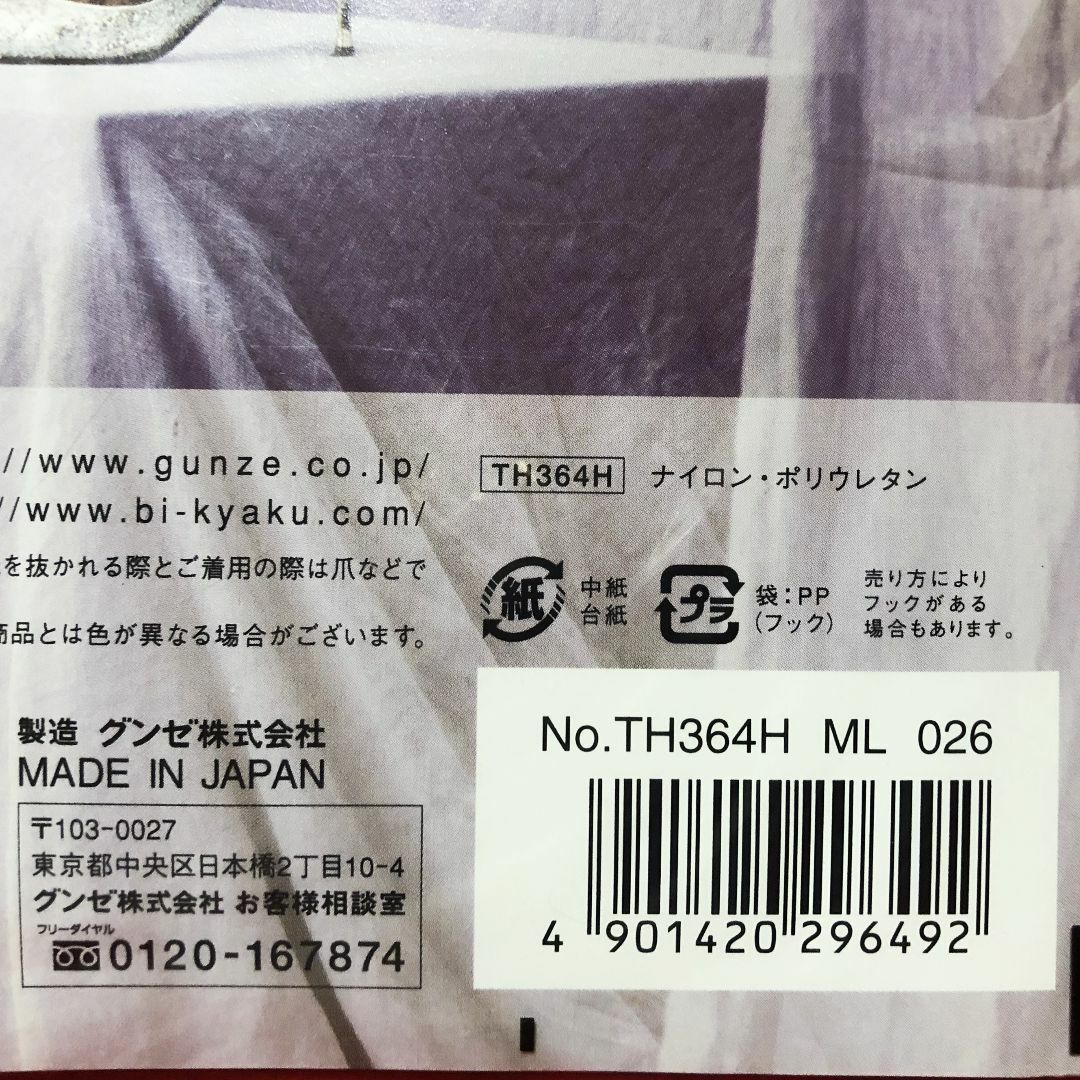 //www.gunze.co.jp/
//www.bi-kyaku.com/
を抜かれる際とご着用の際は爪などで
商品とは色が異なる場合がございます。
TH364H ナイロン・ポリウレタン
紙 中紙
台紙
プラ 袋:PP
(フック)
売り方により
フックがある
場合もあります。
製造 グンゼ株式会社
MADE IN JAPAN
〒103-0027
東京都中央区日本橋2丁目10-4
グンゼ株式会社 お客様相談室
フリーダイヤル
0120-167874
No.TH364H ML 026
4 901420 296492